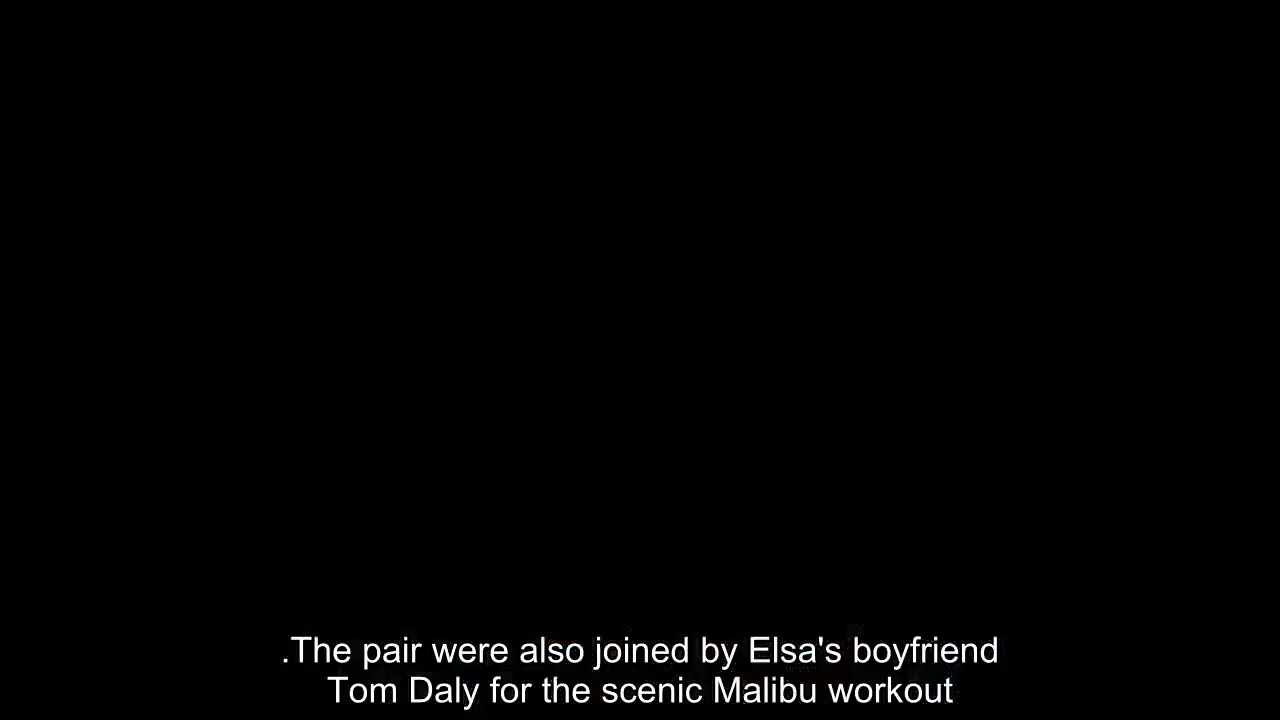 .The pair were also joined by Elsa's boyfriend
Tom Daly for the scenic Malibu workout